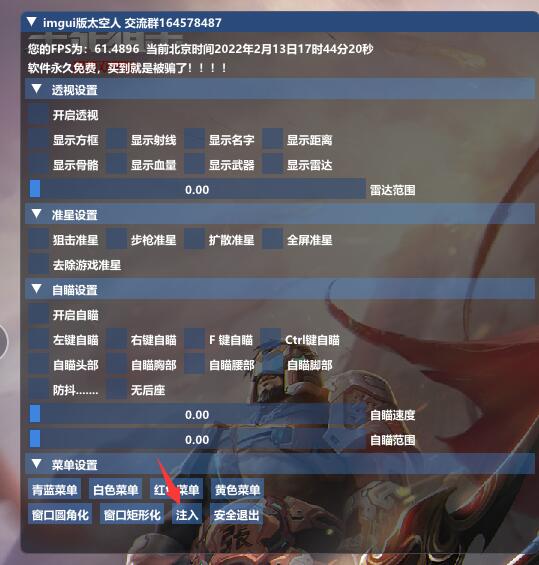 imgui版太空人 交流群164578487
您的FPS为: 61.4896 当前北京时间2022年2月13日17时44分20秒
软件永久免费，买到就是被骗了！！！！
透视设置
开启透视
显示方框 显示射线 显示名字 显示距离
显示骨骼 显示血量 显示武器 显示雷达
0.00 雷达范围
准星设置
狙击准星 步枪准星 扩散准星 全屏准星
去除游戏准星
自瞄设置
开启自瞄
左键自瞄 右键自瞄 F 键自瞄 Ctrl键自瞄
自瞄头部 自瞄胸部 自瞄腰部 自瞄脚部
防抖....... 无后座
0.00 自瞄速度
0.00 自瞄范围
菜单设置
青蓝菜单 白色菜单 红色菜单 黄色菜单
窗口圆角化 窗口矩形化 注入 安全退出